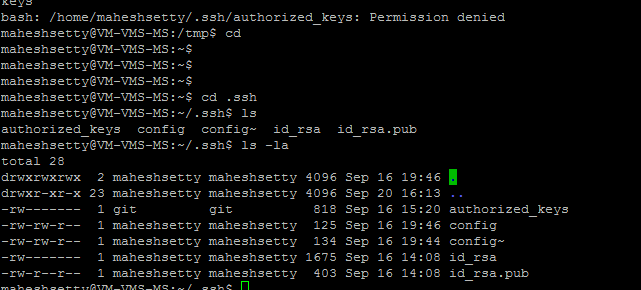 keys
bash: /home/maheshsetty/.ssh/authorized_keys: Permission denied
maheshsetty@VM-VMS-MS:/tmp$ cd
maheshsetty@VM-VMS-MS:~$
maheshsetty@VM-VMS-MS:~$
maheshsetty@VM-VMS-MS:~$
maheshsetty@VM-VMS-MS:~$ cd .ssh
maheshsetty@VM-VMS-MS:~/.ssh$ ls
authorized_keys  config  config~  id_rsa  id_rsa.pub
maheshsetty@VM-VMS-MS:~/.ssh$ ls -la
total 28
drwxrwxrwx  2 maheshsetty maheshsetty 4096 Sep 16 19:46 .
drwxr-xr-x 23 maheshsetty maheshsetty 4096 Sep 20 16:13 ..
-rw-------  1 git         git          818 Sep 16 15:20 authorized_keys
-rw-rw-r--  1 maheshsetty maheshsetty  125 Sep 16 19:46 config
-rw-rw-r--  1 maheshsetty maheshsetty  134 Sep 16 19:44 config~
-rw-------  1 maheshsetty maheshsetty 1675 Sep 16 14:08 id_rsa
-rw-r--r--  1 maheshsetty maheshsetty  403 Sep 16 14:08 id_rsa.pub
maheshsetty@VM-VMS-MS:~/.ssh$